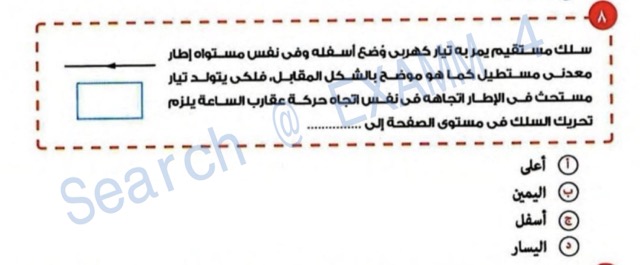 ٨
سلك مستقيم يمر به تيار كهربى وُضع أسفله وفى نفس مستواه إطار
معدنى مستطيل كما هو موضح بالشكل المقابل، فلكى يتولد تيار
مستحث فى الإطار اتجاهه فى نفس اتجاه حركة عقارب الساعة يلزم
تحريك السلك فى مستوى الصفحة إلى ............
أ أعلى
ب اليمين
ج أسفل
د اليسار
Search @ EXAMM_4